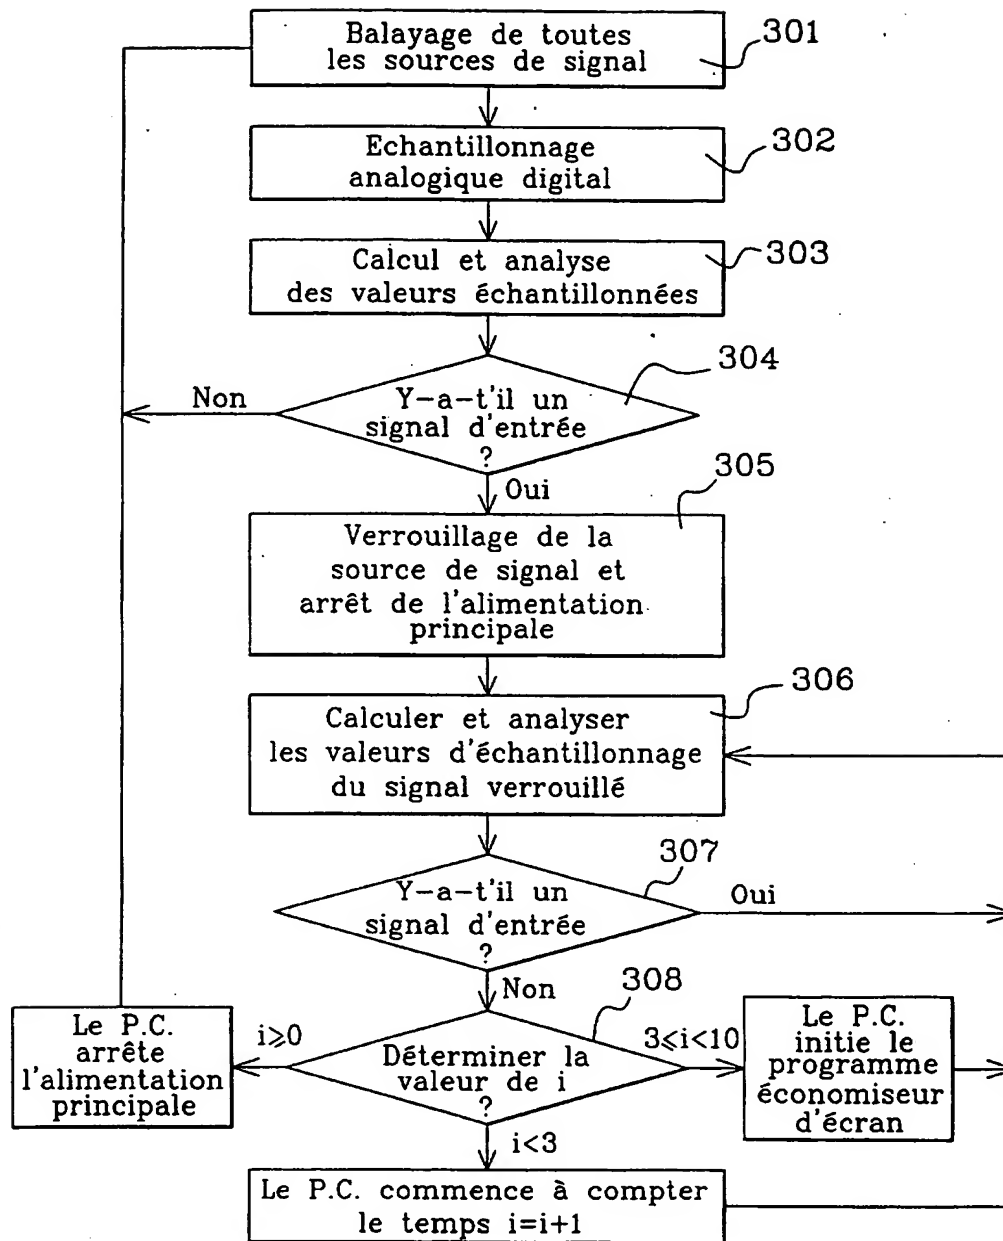 Balayage de toutes
les sources de signal
301
Echantillonnage
analogique digital
302
Calcul et analyse
des valeurs échantillonnées
303
304
Non
Y-a-t'il un
signal d'entrée
?
Oui
305
Verrouillage de la
source de signal et
arrêt de l'alimentation
principale
306
Calculer et analyser
les valeurs d'échantillonnage
du signal verrouillé
307
Y-a-t'il un
signal d'entrée
?
Oui
Non
308
Le P.C.
arrête
l'alimentation
principale
i⩾0
Déterminer la
valeur de i
?
3⩽i<10
Le P.C.
initie le
programme
économiseur
d'écran
i<3
Le P.C. commence à compter
le temps i=i+1